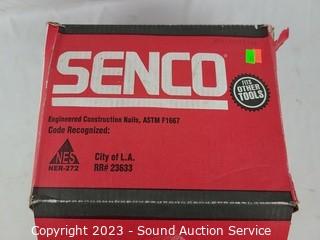 SENCO
FITS
OTHER
TOOLS
Engineered Construction Nails, ASTM F1667
Code Recognized:
NES
NER-272
City of L.A.
RR# 23633
Copyright 2023 - Sound Auction Service